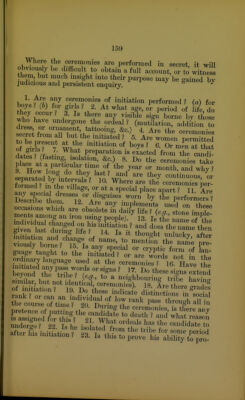 159
Where the ceremonies are performed in secret, it will
obviously be difficult to obtain a full account, or to witness
them, but much insight into their purpose may be gained by
judicious and persistent enquiry.
1. Are any ceremonies of initiation performed? (a) for
boys? (b) for girls? 2. At what age, or period of life, do
they occur? 3. Is there any visible sign borne by those
who have undergone the ordeal? (mutilation, addition to
dress, or ornament, tattooing, &c.) 4. Are the ceremonies
secret from all but the initiated? 5. Are women permitted
to be present at the initiation of boys? 6. Or men at that
of girls? 7. What preparation is exacted from the candi-
dates? (fasting, isolation, &c.) 8. Do the ceremonies take
place at a particular time of the year or month, and why?
9. How long do they last? and are they continuous, or
separated by intervals? 10. Where are the ceremonies per-
formed? in the village, or at a special place apart? 11. Are
any special dresses or disguises worn by the performers?
Describe them. 12. Are any implements used on these
occasions which are obsolete in daily life? (e.g., stone imple-
ments among an iron using people). 13. Is the name of the
individual changed on his initiation? and does the name then
given last during life? 14. Is it thought unlucky, after
initiation and change of name, to mention the name pre-
viously borne? 15. Is any special or cryptic form of lan-
guage taught to the initiated? or are words not in the
ordinary language used at the ceremonies? 16. Have the
initiated any pass words or signs? 17. Do these signs extend
beyond the tribe? (e.g., to a neighbouring tribe having
similar, but not identical, ceremonies). 18. Are there grades
of initiation? 19. Do these indicate distinctions in social
rank? or can an individual of low rank pass through all in
the course of time? 20. During the ceremonies, is there any
pretence of putting the candidate to death? and what reason
is assigned for this? 21. What ordeals has the candidate to
undergo? 22. Is he isolated from the tribe for some period
after his initiation? 23. Is this to prove his ability to pro-